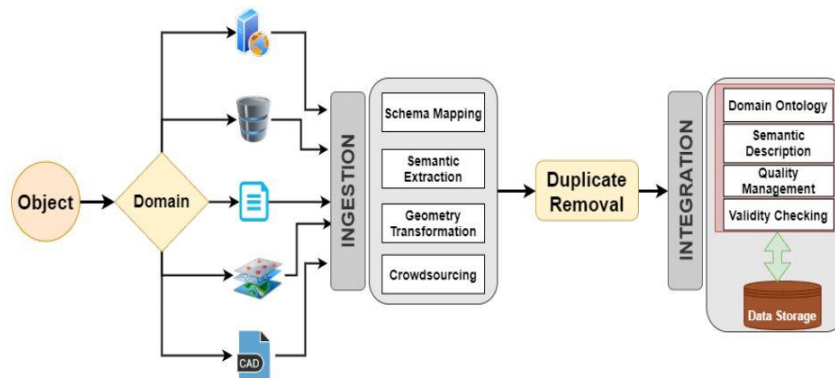 Object
Domain
CAD
INGESTION
Schema Mapping
Semantic
Extraction
Geometry
Transformation
Crowdsourcing
Duplicate
Removal
INTEGRATION
Domain Ontology
Semantic
Description
Quality
Management
Validity Checking
Data Storage